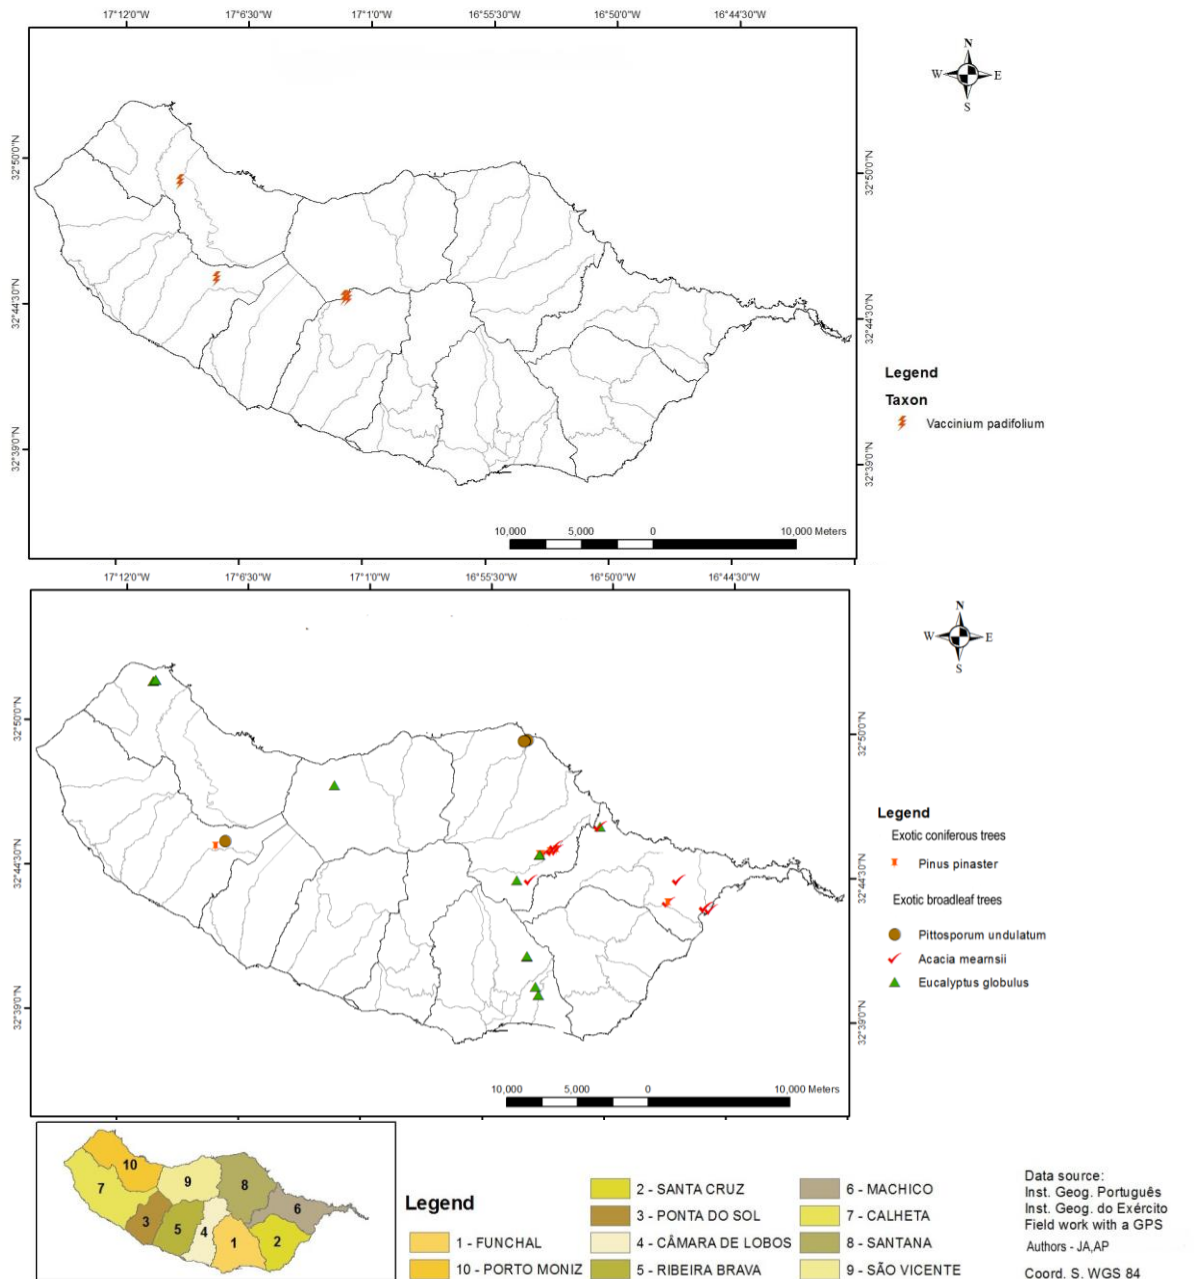 17°12'0"W 17°6'30"W 17°1'0"W 16°55'30"W 16°50'0"W 16°44'30"W
N
W E
S
32°50'0"N 32°50'0"N
32°44'30"N 32°44'30"N
32°39'0"N 32°39'0"N
Legend
Taxon
Vaccinium padifolium
10,000 5,000 0 10,000 Meters
17°12'0"W 17°6'30"W 17°1'0"W 16°55'30"W 16°50'0"W 16°44'30"W
N
W E
S
32°50'0"N 32°50'0"N
32°44'30"N 32°44'30"N
32°39'0"N 32°39'0"N
Legend
Exotic coniferous trees
Pinus pinaster
Exotic broadleaf trees
Pittosporum undulatum
Acacia mearnsii
Eucalyptus globulus
10,000 5,000 0 10,000 Meters
10
9
8
7
6
3
5
4
1
2
Legend
1 - FUNCHAL
10 - PORTO MONIZ
2 - SANTA CRUZ
3 - PONTA DO SOL
4 - CÂMARA DE LOBOS
5 - RIBEIRA BRAVA
6 - MACHICO
7 - CALHETA
8 - SANTANA
9 - SÃO VICENTE
Data source:
Inst. Geog. Português
Inst. Geog. do Exército
Field work with a GPS
Authors - JA,AP
Coord. S. WGS 84